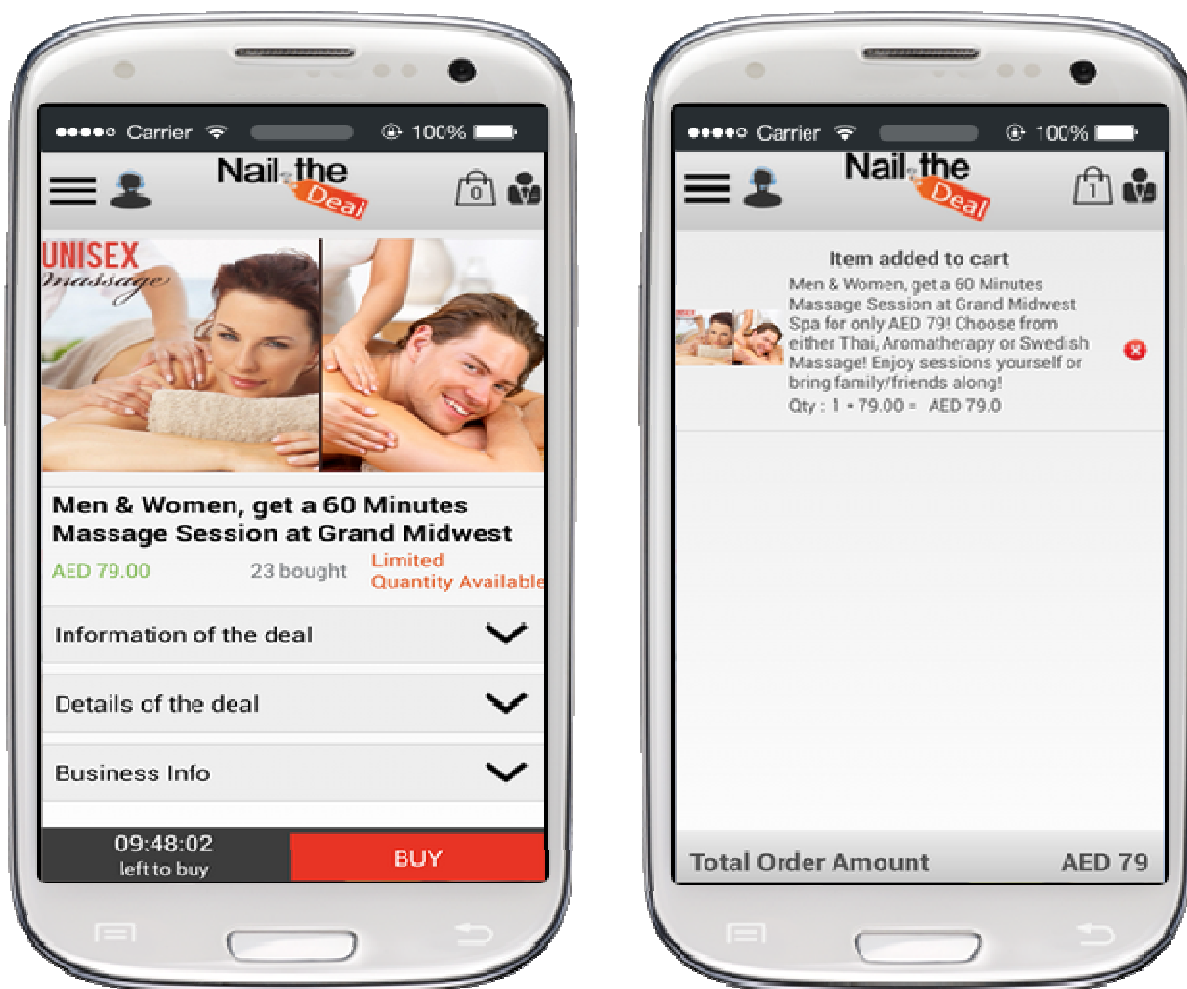 Carrier 100%
Nail the
Deal
0
UNISEX
massage
Men & Women, get a 60 Minutes
Massage Session at Grand Midwest
AED 79.00 23 bought Limited
Quantity Available
Information of the deal
Details of the deal
Business Info
09:48:02
left to buy
BUY
Carrier 100%
Nail the
Deal
1
Item added to cart
Men & Women, get a 60 Minutes
Massage Session at Grand Midwest
Spa for only AED 79! Choose from
either Thai, Aromatherapy or Swedish
Massage! Enjoy sessions yourself or
bring family/friends along!
Qty : 1 * 79.00 = AED 79.0
Total Order Amount AED 79